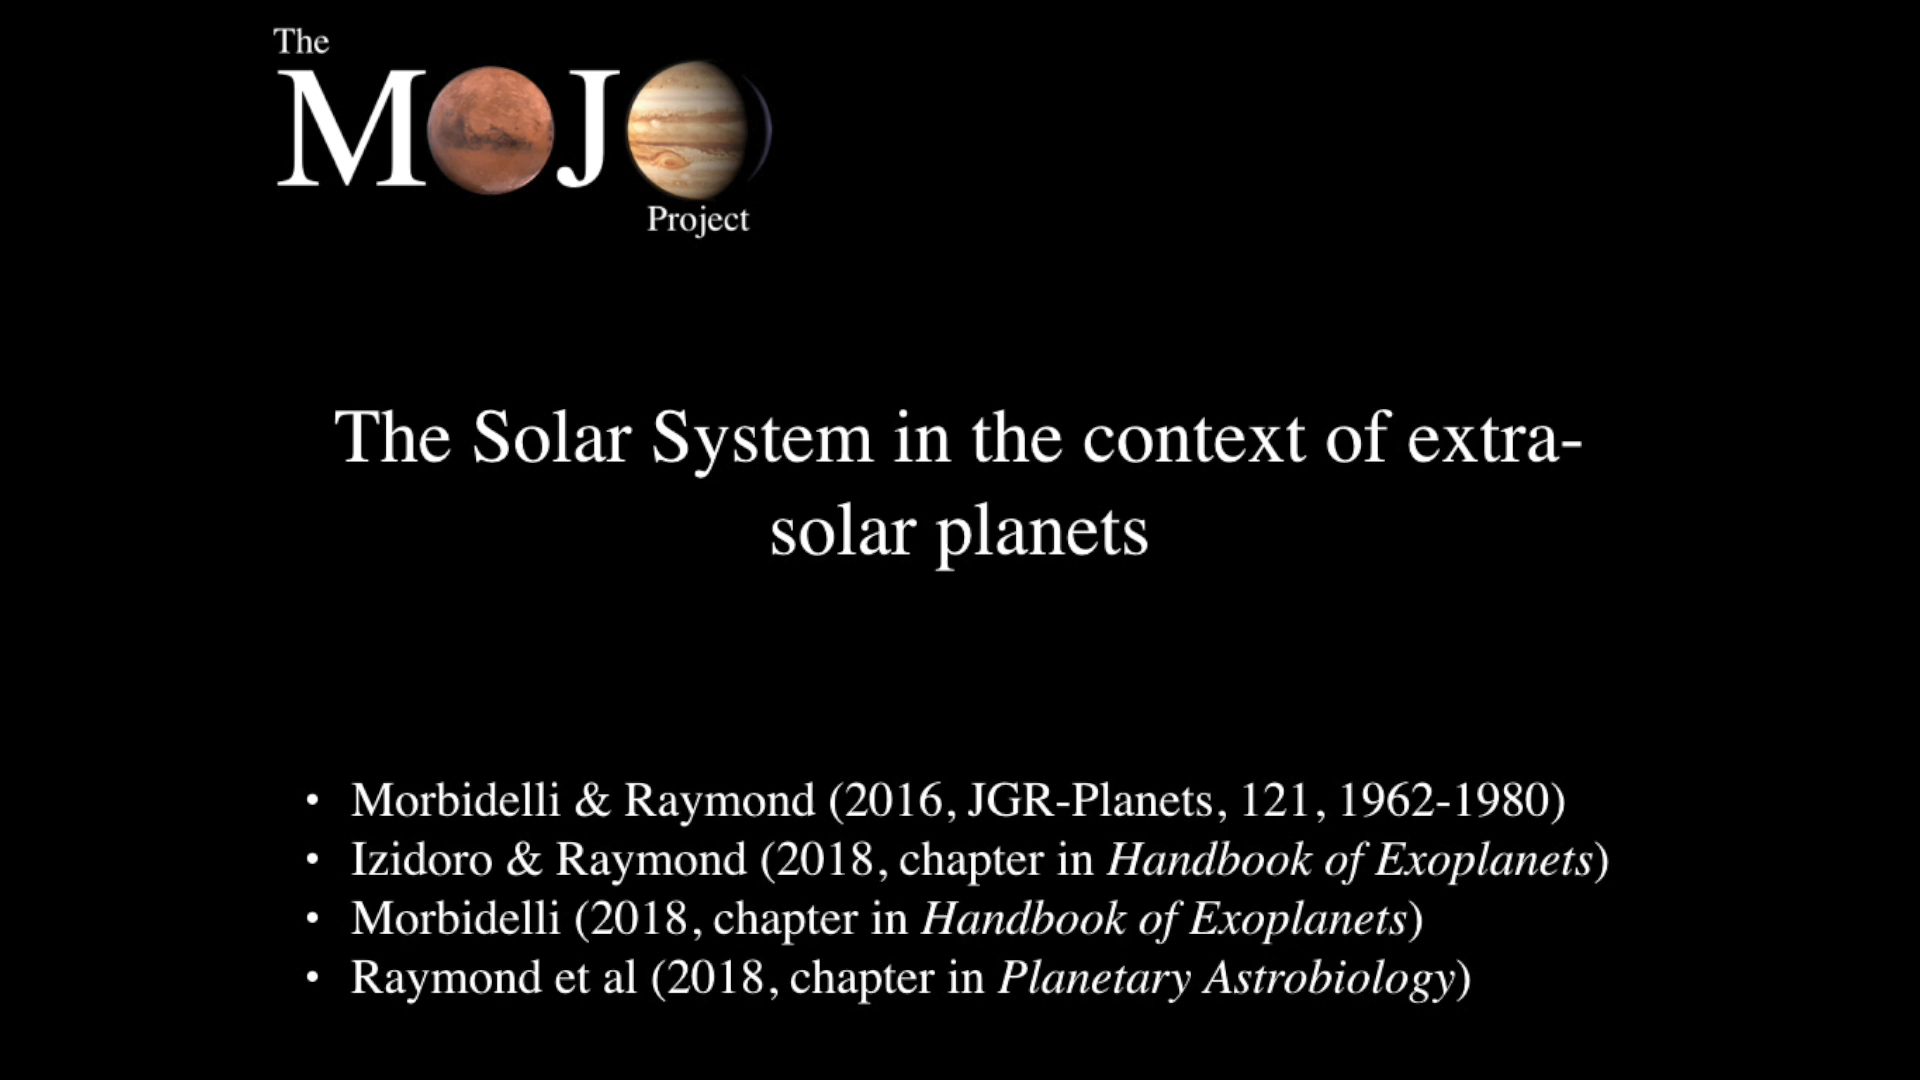 The
MOJO
Project
The Solar System in the context of extra-
solar planets
• Morbidelli & Raymond (2016, JGR-Planets, 121, 1962-1980)
• Izidoro & Raymond (2018, chapter in Handbook of Exoplanets)
• Morbidelli (2018, chapter in Handbook of Exoplanets)
• Raymond et al (2018, chapter in Planetary Astrobiology)